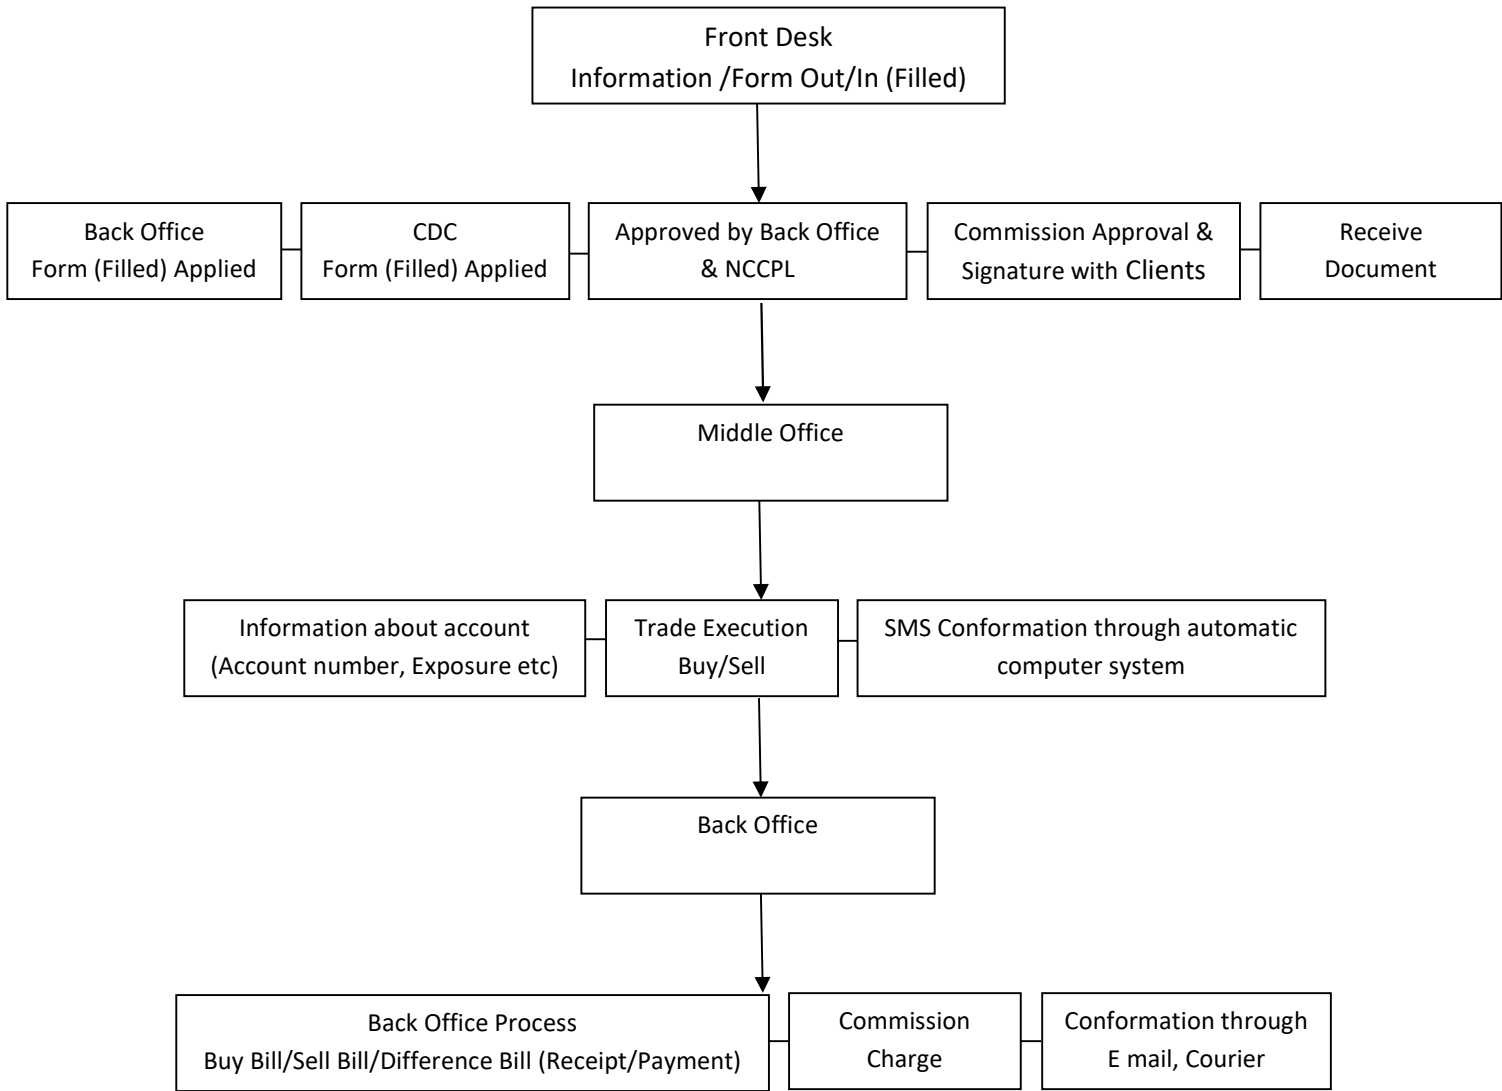 Front Desk
Information /Form Out/In (Filled)
Back Office
Form (Filled) Applied
CDC
Form (Filled) Applied
Approved by Back Office
& NCCPL
Commission Approval &
Signature with Clients
Receive
Document
Middle Office
Information about account
(Account number, Exposure etc)
Trade Execution
Buy/Sell
SMS Conformation through automatic
computer system
Back Office
Back Office Process
Buy Bill/Sell Bill/Difference Bill (Receipt/Payment)
Commission
Charge
Conformation through
E mail, Courier